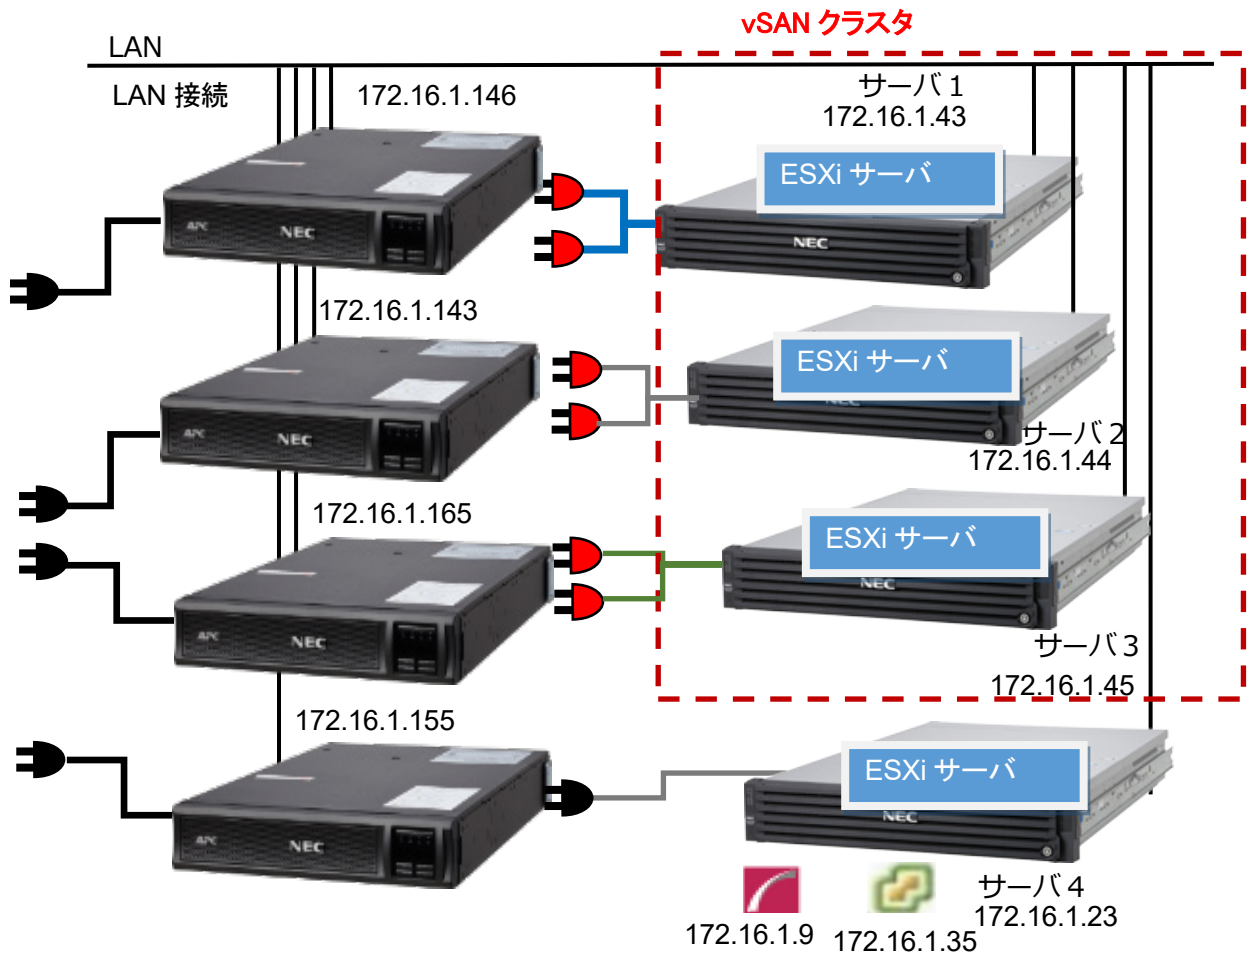 vSAN クラスタ
LAN
LAN 接続
172.16.1.146
サーバ 1
172.16.1.43
ESXi サーバ
APC
NEC
NEC
172.16.1.143
ESXi サーバ
APC
NEC
NEC
サーバ 2
172.16.1.44
172.16.1.165
ESXi サーバ
APC
NEC
NEC
サーバ 3
172.16.1.45
172.16.1.155
ESXi サーバ
APC
NEC
NEC
サーバ 4
172.16.1.23
172.16.1.9
172.16.1.35